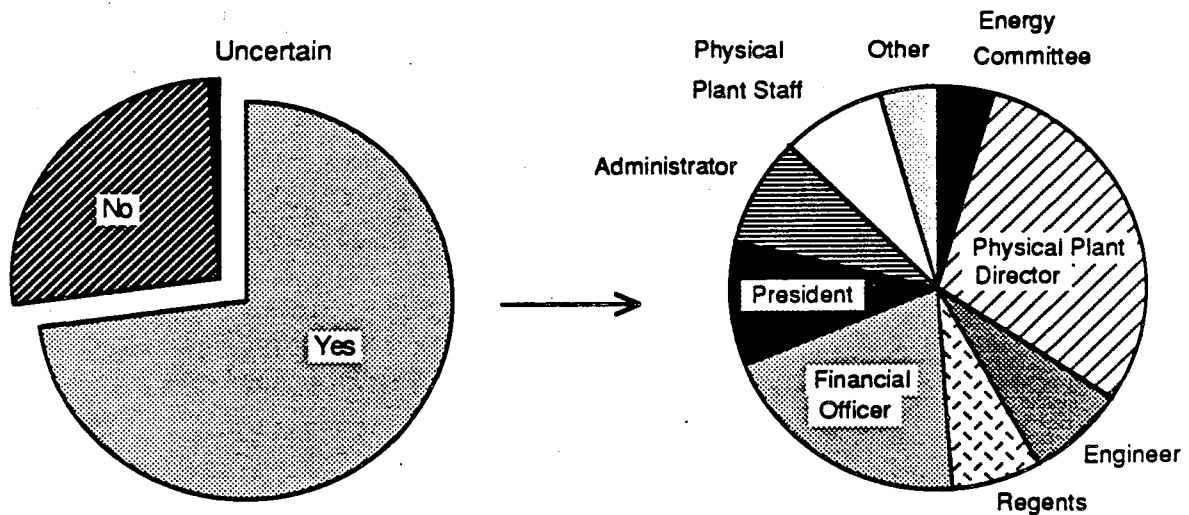 Uncertain
No
Yes
Energy
Committee
Physical
Plant Staff
Other
Administrator
Physical Plant
Director
President
Financial
Officer
Engineer
Regents